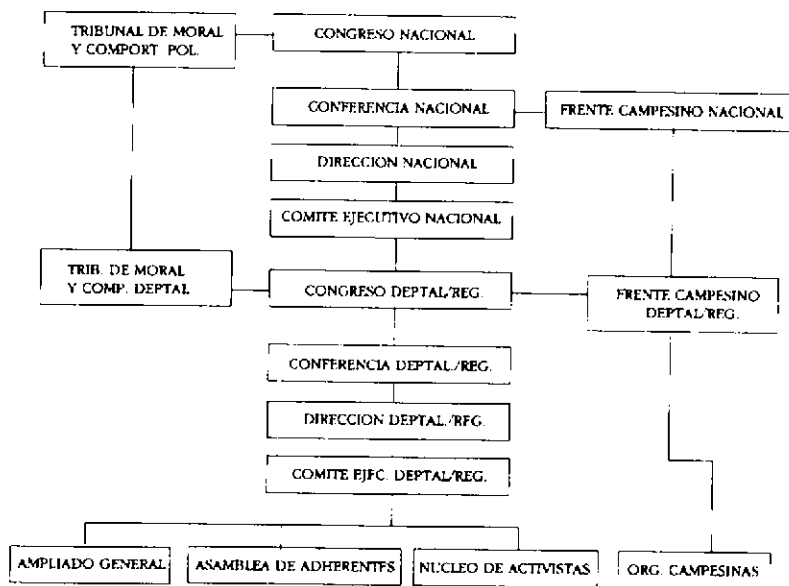 TRIBUNAL DE MORAL
Y COMPORT POL.
CONGRESO NACIONAL
CONFERENCIA NACIONAL
FRENTE CAMPESINO NACIONAL
DIRECCION NACIONAL
COMITE EJECUTIVO NACIONAL
TRIB. DE MORAL
Y COMP. DEPTAL
CONGRESO DEPTAL/REG.
FRENTE CAMPESINO
DEPTAL/REG.
CONFERENCIA DEPTAL./REG.
DIRECCION DEPTAL./REG.
COMITE EJEC. DEPTAL/REG.
AMPLIADO GENERAL
ASAMBLEA DE ADHERENTES
NUCLEO DE ACTIVISTAS
ORG. CAMPESINAS